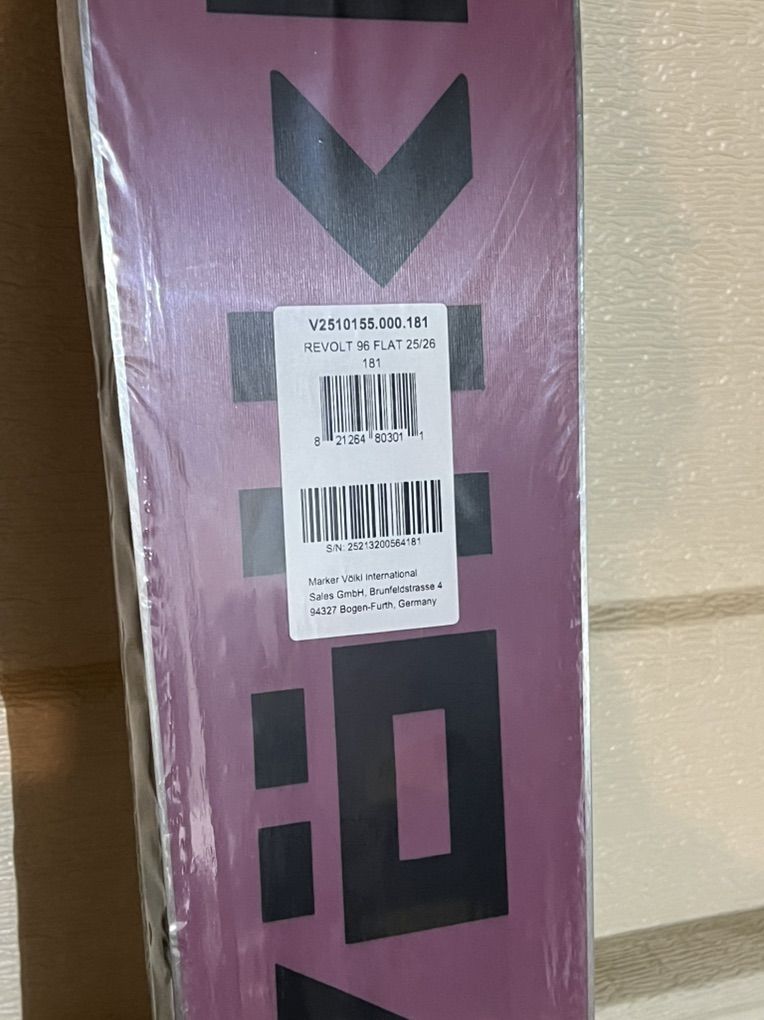 V2510155.000.181
REVOLT 96 FLAT 25/26
181
8 21264 80301 1
S/N: 25213200564181
Marker Völkl International
Sales GmbH, Brunfeldstrasse 4
94327 Bogen-Furth, Germany
VÖLKL